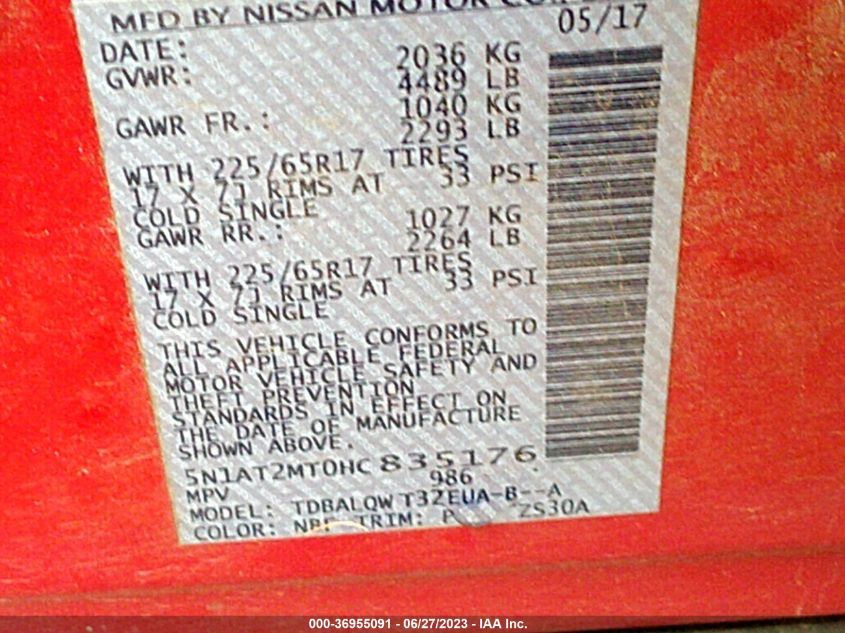 MFD BY NISSAN MOTOR CO.
05/17
DATE:
GVWR: 2036 KG
4489 LB
GAWR FR.: 1040 KG
2293 LB
WITH 225/65R17 TIRES
17 X 7J RIMS AT 33 PSI
COLD SINGLE
GAWR RR.: 1027 KG
2264 LB
WITH 225/65R17 TIRES
17 X 7J RIMS AT 33 PSI
COLD SINGLE
THIS VEHICLE CONFORMS TO
ALL APPLICABLE FEDERAL
MOTOR VEHICLE SAFETY AND
THEFT PREVENTION
STANDARDS IN EFFECT ON
THE DATE OF MANUFACTURE
SHOWN ABOVE.
5N1AT2MT0HC835176
MPV 986
MODEL: TDBALQW T32EUA-B--A
COLOR: TRIM: ZS30A
000-36955091 - 06/27/2023 - IAA Inc.